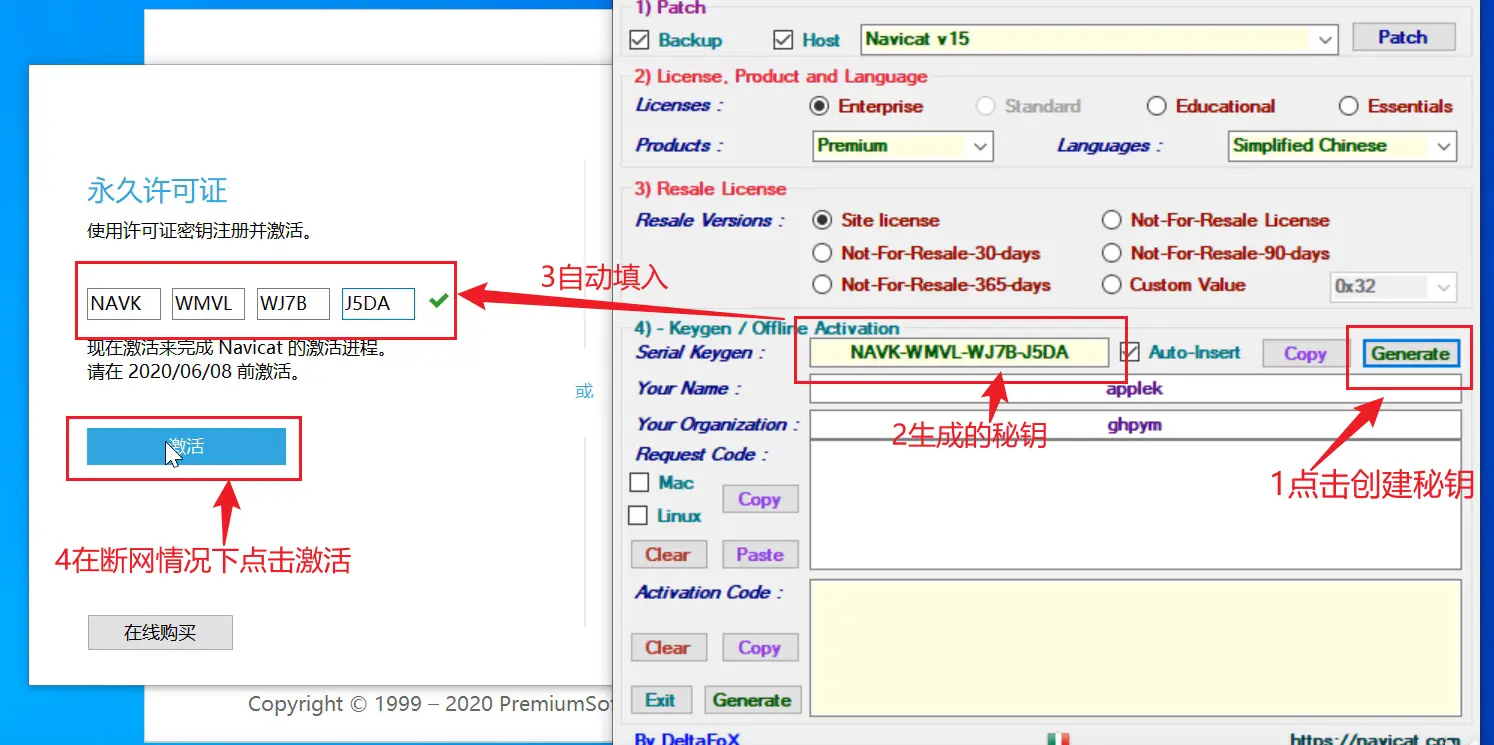 永久许可证
使用许可证密钥注册并激活。
NAVK WMVL WJ7B J5DA
现在激活来完成 Navicat 的激活进程。
请在 2020/06/08 前激活。
激活
4在断网情况下点击激活
在线购买
或
Copyright © 1999 – 2020 PremiumSo
3自动填入
1) Patch
Backup Host Navicat v15 Patch
2) License, Product and Language
Licenses : Enterprise Standard Educational Essentials
Products : Premium Languages : Simplified Chinese
3) Resale License
Resale Versions : Site license Not-For-Resale License
Not-For-Resale-30-days Not-For-Resale-90-days
Not-For-Resale-365-days Custom Value 0x32
4) - Keygen / Offline Activation
Serial Keygen : NAVK-WMVL-WJ7B-J5DA Auto-Insert Copy Generate
Your Name : applek
Your Organization : ghpym
2生成的秘钥
1点击创建秘钥
Request Code :
Mac
Copy
Linux
Clear Paste
Activation Code :
Clear Copy
Exit Generate
By DeltaFoX https://navicat.com